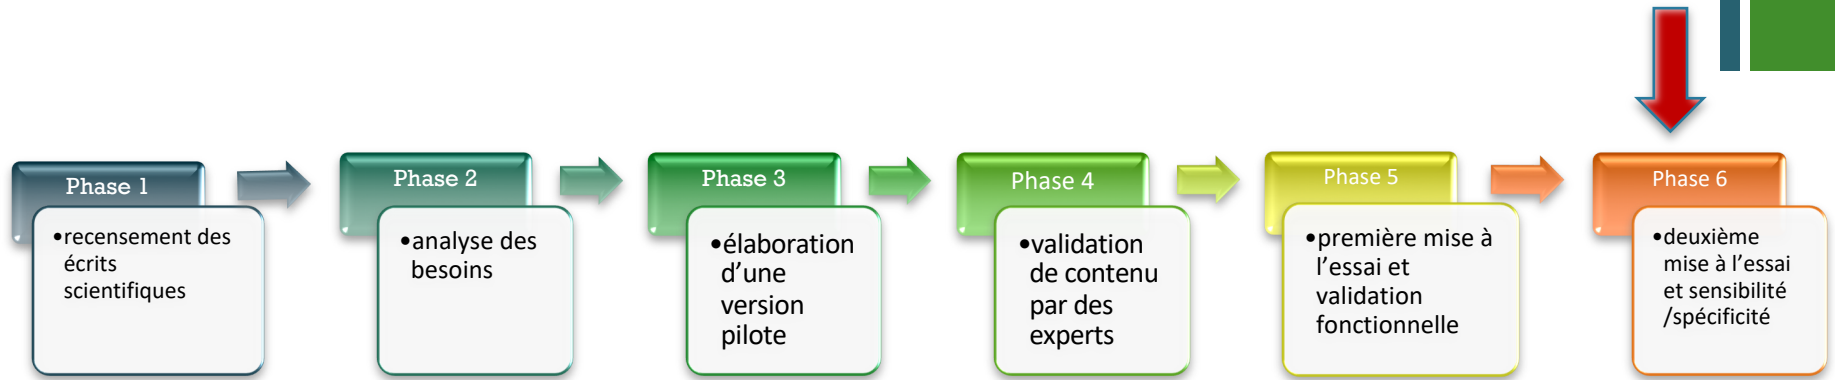 Phase 1
•recensement des
écrits
scientifiques
Phase 2
•analyse des
besoins
Phase 3
•élaboration
d’une
version
pilote
Phase 4
•validation
de contenu
par des
experts
Phase 5
•première mise à
l’essai et
validation
fonctionnelle
Phase 6
•deuxième
mise à l’essai
et sensibilité
/spécificité